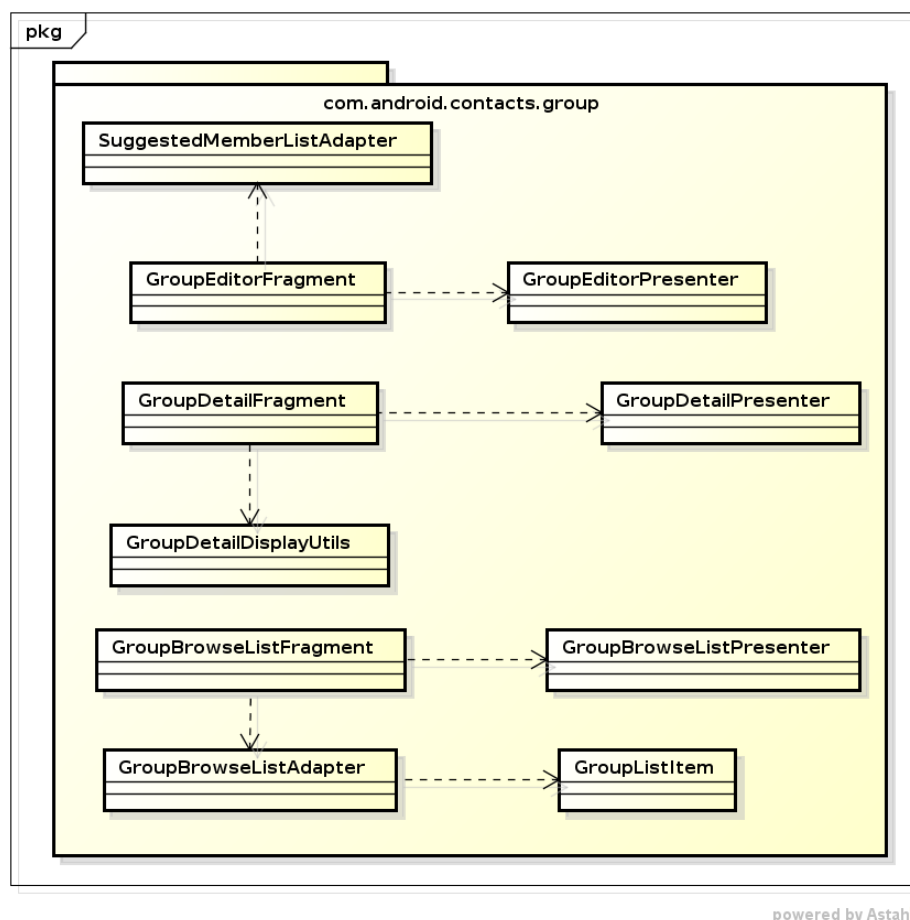 pkg
com.android.contacts.group
SuggestedMemberListAdapter
GroupEditorFragment
GroupEditorPresenter
GroupDetailFragment
GroupDetailPresenter
GroupDetailDisplayUtils
GroupBrowseListFragment
GroupBrowseListPresenter
GroupBrowseListAdapter
GroupListItem
powered by Astah